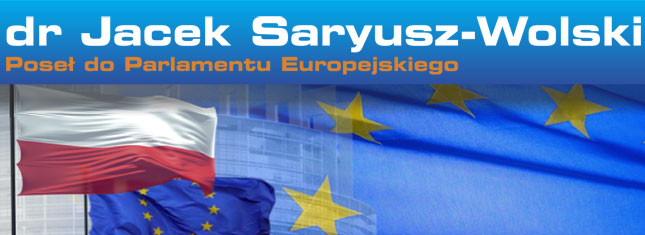 dr Jacek Saryusz-Wolski
Poseł do Parlamentu Europejskiego